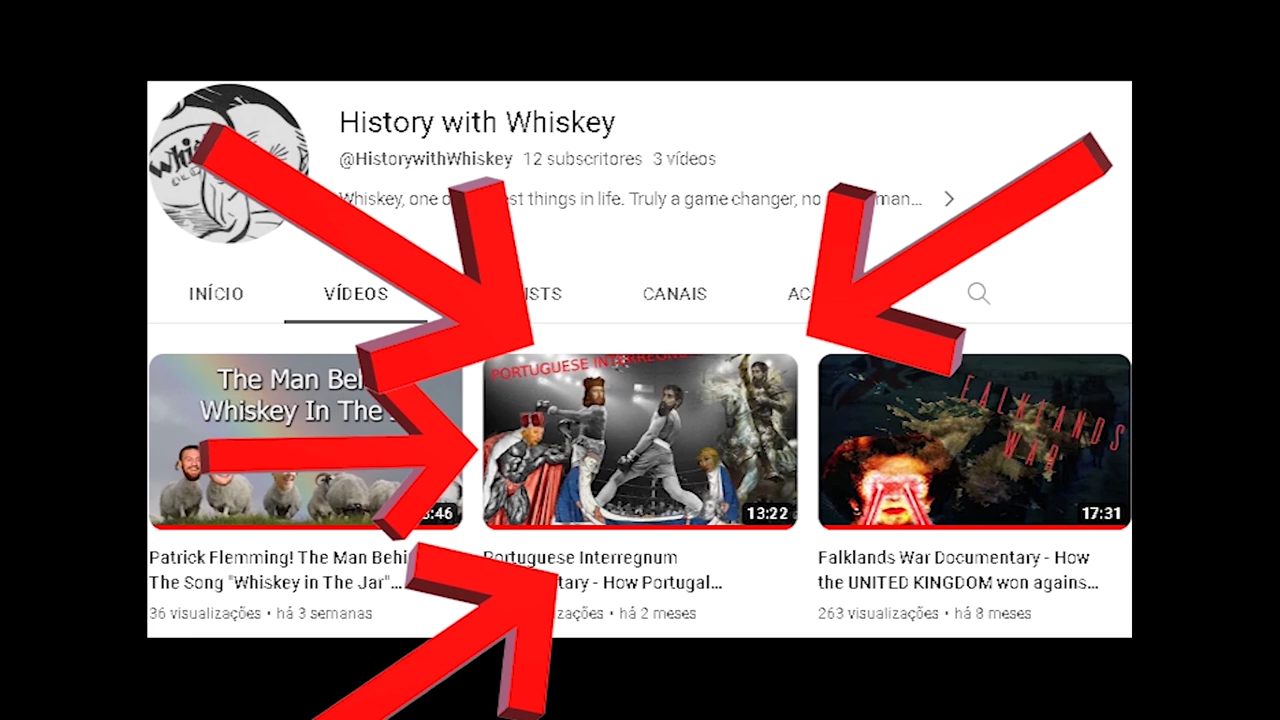 History with Whiskey
@HistorywithWhiskey 12 subscritores 3 vídeos
Whiskey, one things in life. Truly a game changer, no
INÍCIO VÍDEOS CANAIS
The Man
Whiskey In The
PORTUGUESE
FALKLANDS
WAR
13:22 17:31
Patrick Flemming! The Man
The Song "Whiskey in The Jar"...
Portuguese Interregnum
- How Portugal...
Falklands War Documentary - How
the UNITED KINGDOM won agains...
36 visualizações • há 3 semanas
• há 2 meses
263 visualizações • há 8 meses